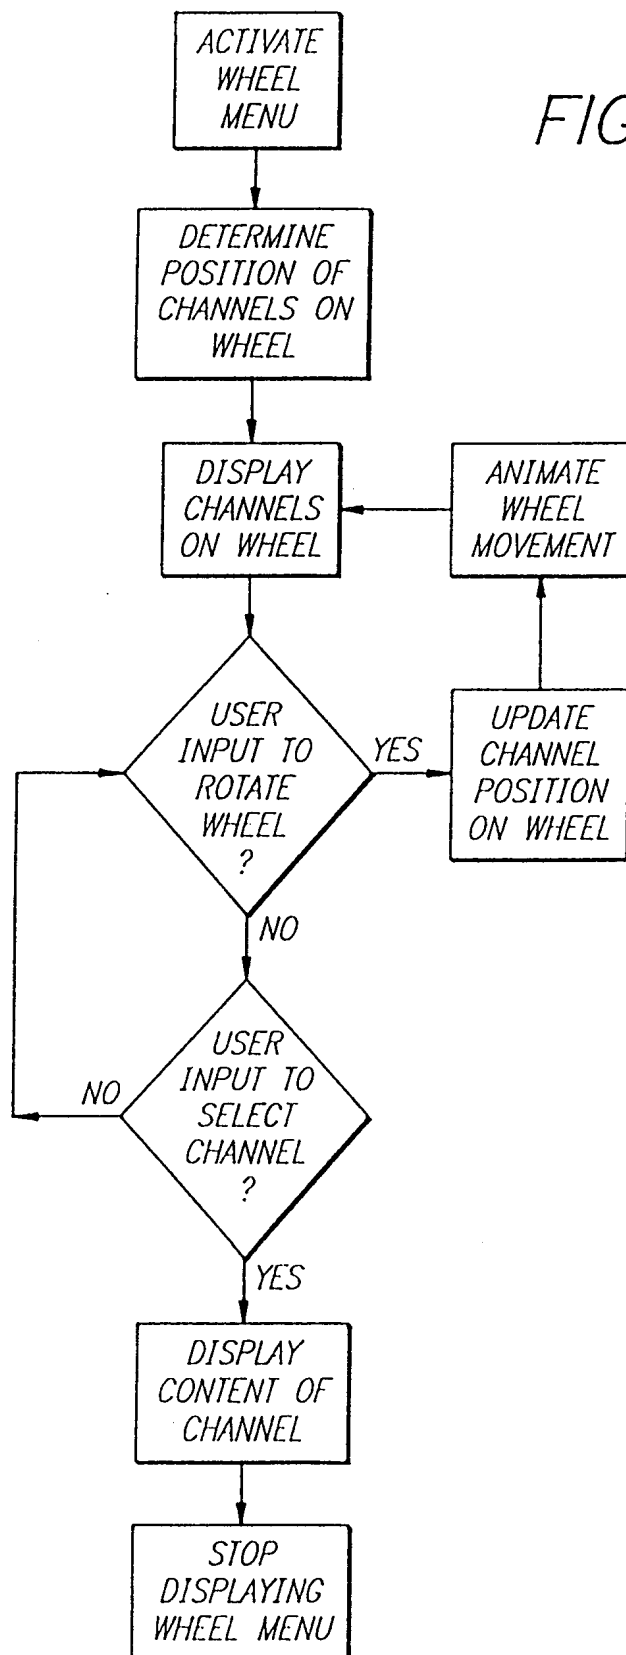 ACTIVATE
WHEEL
MENU
FIG
DETERMINE
POSITION OF
CHANNELS ON
WHEEL
DISPLAY
CHANNELS
ON WHEEL
ANIMATE
WHEEL
MOVEMENT
USER
INPUT TO
ROTATE
WHEEL
?
YES
UPDATE
CHANNEL
POSITION
ON WHEEL
NO
USER
INPUT TO
SELECT
CHANNEL
?
NO
YES
DISPLAY
CONTENT OF
CHANNEL
STOP
DISPLAYING
WHEEL MENU